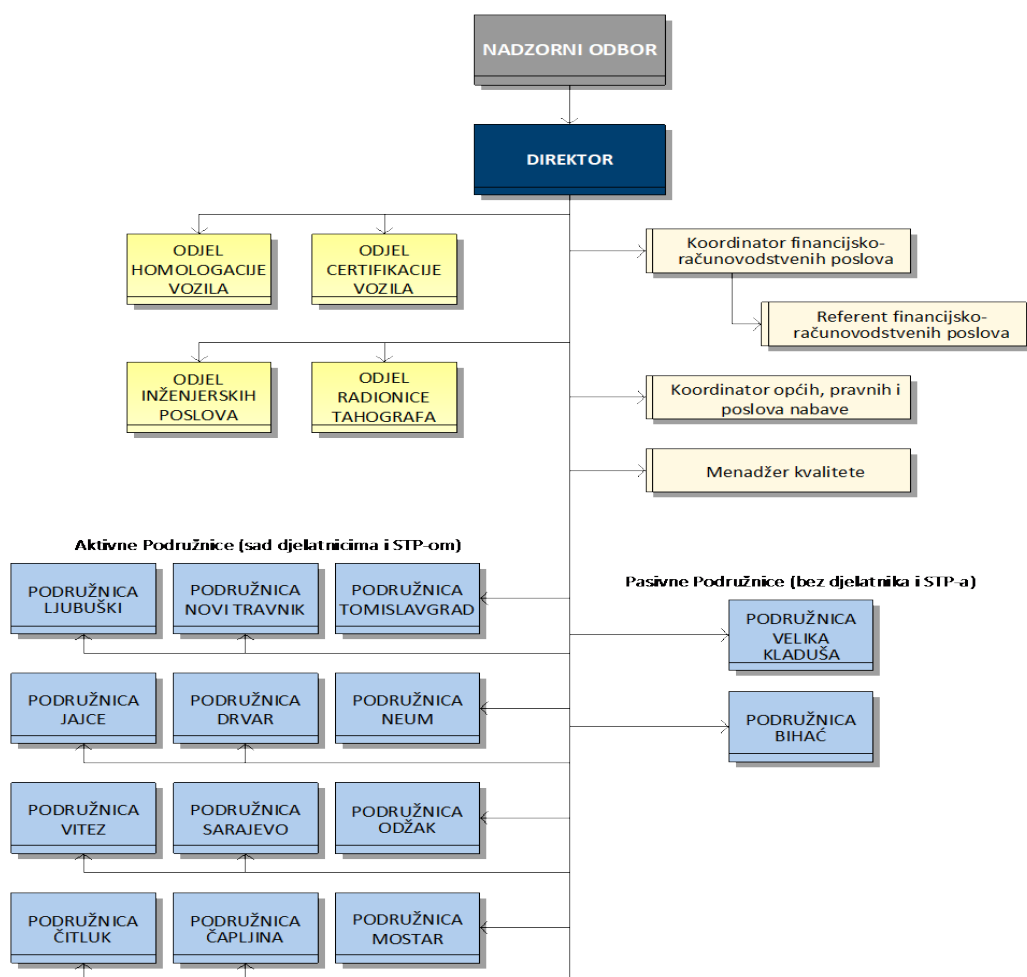 NADZORNI ODBOR
DIREKTOR
ODJEL
HOMOLOGACIJE
VOZILA
ODJEL
CERTIFIKACIJE
VOZILA
Koordinator financijsko-
računovodstvenih poslova
Referent financijsko-
računovodstvenih poslova
ODJEL
INŽENJERSKIH
POSLOVA
ODJEL
RADIONICE
TAHOGRAFA
Koordinator općih, pravnih i
poslova nabave
Menadžer kvalitete
Aktivne Podružnice (sad djelatnicima i STP-om)
PODRUŽNICA
LJUBUŠKI
PODRUŽNICA
NOVI TRAVNIK
PODRUŽNICA
TOMISLAVGRAD
PODRUŽNICA
JAJCE
PODRUŽNICA
DRVAR
PODRUŽNICA
NEUM
PODRUŽNICA
VITEZ
PODRUŽNICA
SARAJEVO
PODRUŽNICA
ODŽAK
PODRUŽNICA
ČITLUK
PODRUŽNICA
ČAPLJINA
PODRUŽNICA
MOSTAR
Pasivne Podružnice (bez djelatnika i STP-a)
PODRUŽNICA
VELIKA
KLADUŠA
PODRUŽNICA
BIHAĆ